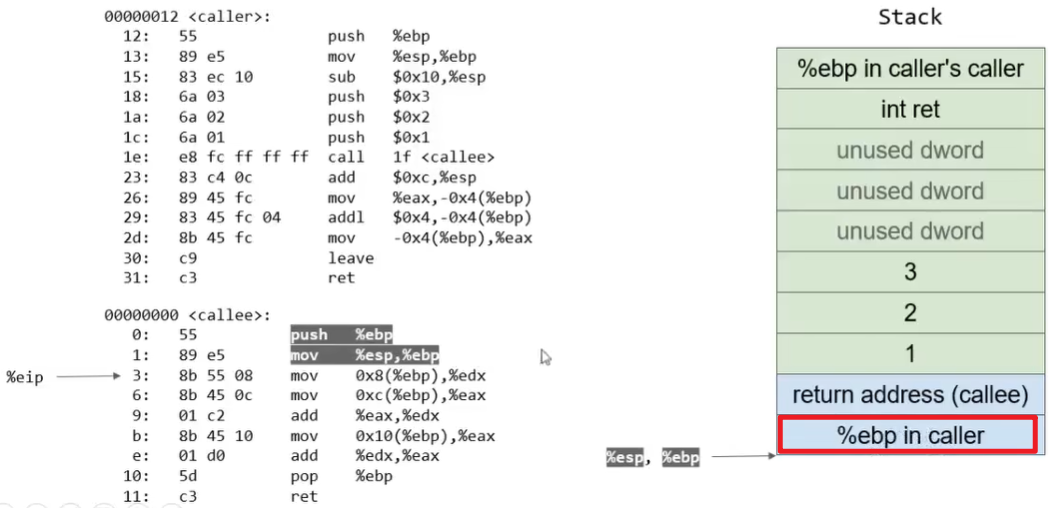 00000012 <caller>:
12: 55 push %ebp
13: 89 e5 mov %esp,%ebp
15: 83 ec 10 sub $0x10,%esp
18: 6a 03 push $0x3
1a: 6a 02 push $0x2
1c: 6a 01 push $0x1
1e: e8 fc ff ff ff call 1f <callee>
23: 83 c4 0c add $0xc,%esp
26: 89 45 fc mov %eax,-0x4(%ebp)
29: 83 45 fc 04 addl $0x4,-0x4(%ebp)
2d: 8b 45 fc mov -0x4(%ebp),%eax
30: c9 leave
31: c3 ret
00000000 <callee>:
0: 55 push %ebp
1: 89 e5 mov %esp,%ebp
%eip
3: 8b 55 08 mov 0x8(%ebp),%edx
6: 8b 45 0c mov 0xc(%ebp),%eax
9: 01 c2 add %eax,%edx
b: 8b 45 10 mov 0x10(%ebp),%eax
e: 01 d0 add %edx,%eax
10: 5d pop %ebp
11: c3 ret
Stack
%ebp in caller's caller
int ret
unused dword
unused dword
unused dword
3
2
1
return address (callee)
%ebp in caller
%esp, %ebp